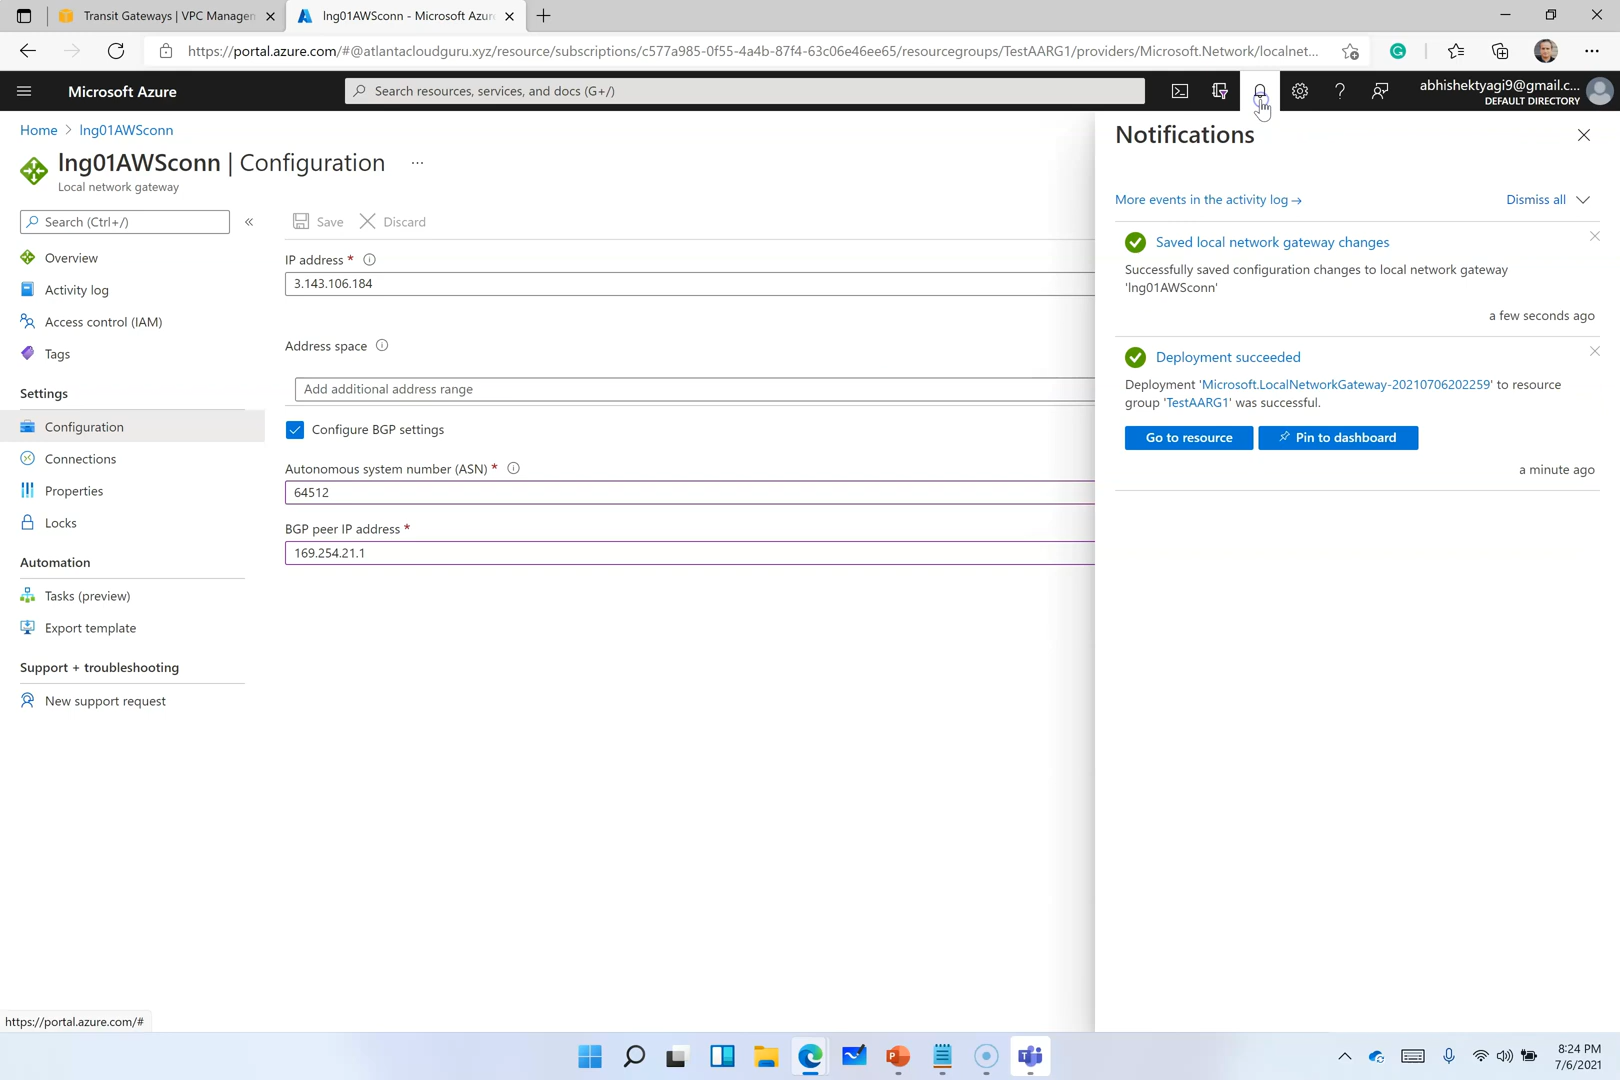 Transit Gateways | VPC Managem
lng01AWSconn - Microsoft Azur
https://portal.azure.com/#@atlantacloudguru.xyz/resource/subscriptions/c577a985-0f55-4a4b-87f4-63c06e46ee65/resourcegroups/TestAARG1/providers/Microsoft.Network/localnet...
Microsoft Azure
Search resources, services, and docs (G+/)
abhishektyagi9@gmail.c...
DEFAULT DIRECTORY
Home > lng01AWSconn
lng01AWSconn | Configuration ...
Local network gateway
Search (Ctrl+/)
«
Overview
Activity log
Access control (IAM)
Tags
Settings
Configuration
Connections
Properties
Locks
Automation
Tasks (preview)
Export template
Support + troubleshooting
New support request
Save
Discard
IP address *
3.143.106.184
Address space
Add additional address range
Configure BGP settings
Autonomous system number (ASN) *
64512
BGP peer IP address *
169.254.21.1
Notifications
More events in the activity log →
Dismiss all
Saved local network gateway changes
Successfully saved configuration changes to local network gateway
'lng01AWSconn'
a few seconds ago
Deployment succeeded
Deployment 'Microsoft.LocalNetworkGateway-20210706202259' to resource
group 'TestAARG1' was successful.
Go to resource
Pin to dashboard
a minute ago
https://portal.azure.com/#
8:24 PM
7/6/2021